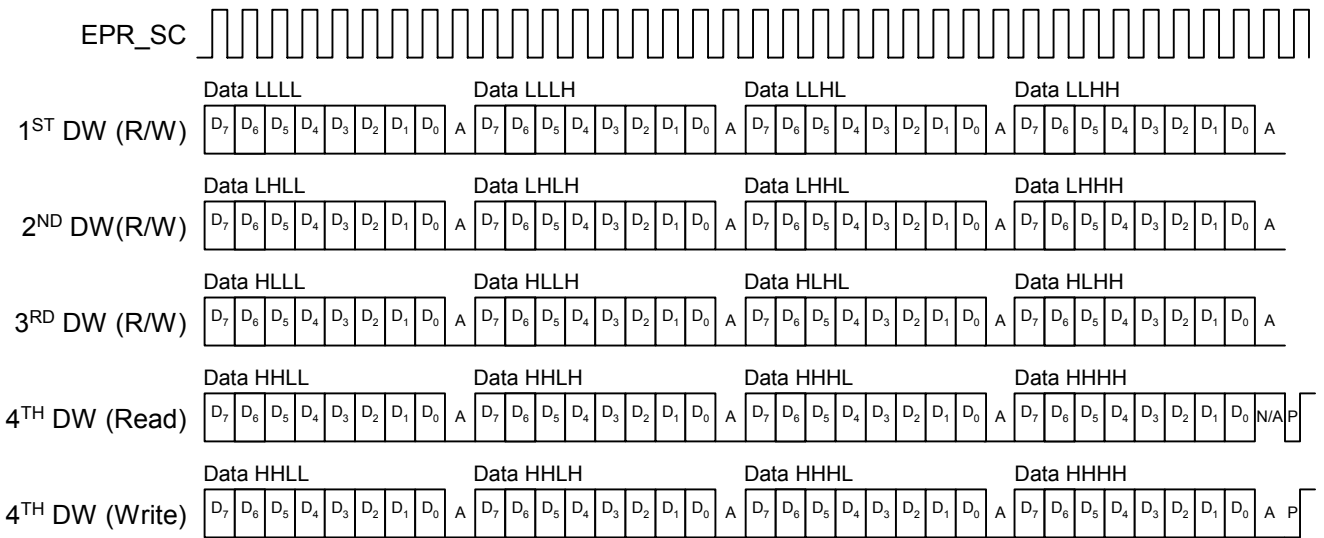 EPR_SC
Data LLLL Data LLLH Data LLHL Data LLHH
1ST DW (R/W) D7 D6 D5 D4 D3 D2 D1 D0 A D7 D6 D5 D4 D3 D2 D1 D0 A D7 D6 D5 D4 D3 D2 D1 D0 A D7 D6 D5 D4 D3 D2 D1 D0 A
Data LHLL Data LHLH Data LHHL Data LHHH
2ND DW(R/W) D7 D6 D5 D4 D3 D2 D1 D0 A D7 D6 D5 D4 D3 D2 D1 D0 A D7 D6 D5 D4 D3 D2 D1 D0 A D7 D6 D5 D4 D3 D2 D1 D0 A
Data HLLL Data HLLH Data HLHL Data HLHH
3RD DW (R/W) D7 D6 D5 D4 D3 D2 D1 D0 A D7 D6 D5 D4 D3 D2 D1 D0 A D7 D6 D5 D4 D3 D2 D1 D0 A D7 D6 D5 D4 D3 D2 D1 D0 A
Data HHLL Data HHLH Data HHHL Data HHHH
4TH DW (Read) D7 D6 D5 D4 D3 D2 D1 D0 A D7 D6 D5 D4 D3 D2 D1 D0 A D7 D6 D5 D4 D3 D2 D1 D0 A D7 D6 D5 D4 D3 D2 D1 D0 N/A P
Data HHLL Data HHLH Data HHHL Data HHHH
4TH DW (Write) D7 D6 D5 D4 D3 D2 D1 D0 A D7 D6 D5 D4 D3 D2 D1 D0 A D7 D6 D5 D4 D3 D2 D1 D0 A D7 D6 D5 D4 D3 D2 D1 D0 A P